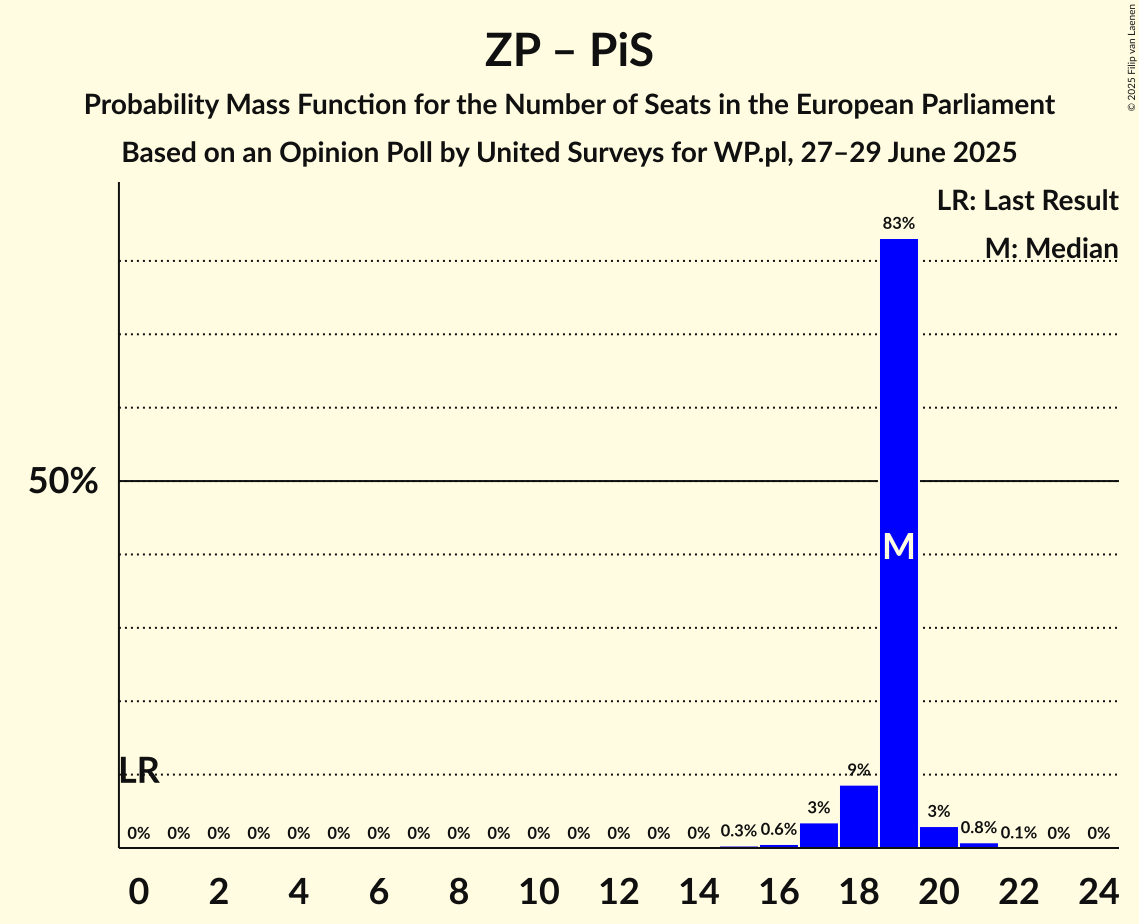 ZP – PiS
Probability Mass Function for the Number of Seats in the European Parliament
Based on an Opinion Poll by United Surveys for WP.pl, 27–29 June 2025
© 2025 Filip van Laenen
LR: Last Result
M: Median
83%
50%
M
LR
0% 0% 0% 0% 0% 0% 0% 0% 0% 0% 0% 0% 0% 0% 0% 0.3% 0.6% 3% 9% 3% 0.8% 0.1% 0% 0%
0 2 4 6 8 10 12 14 16 18 20 22 24